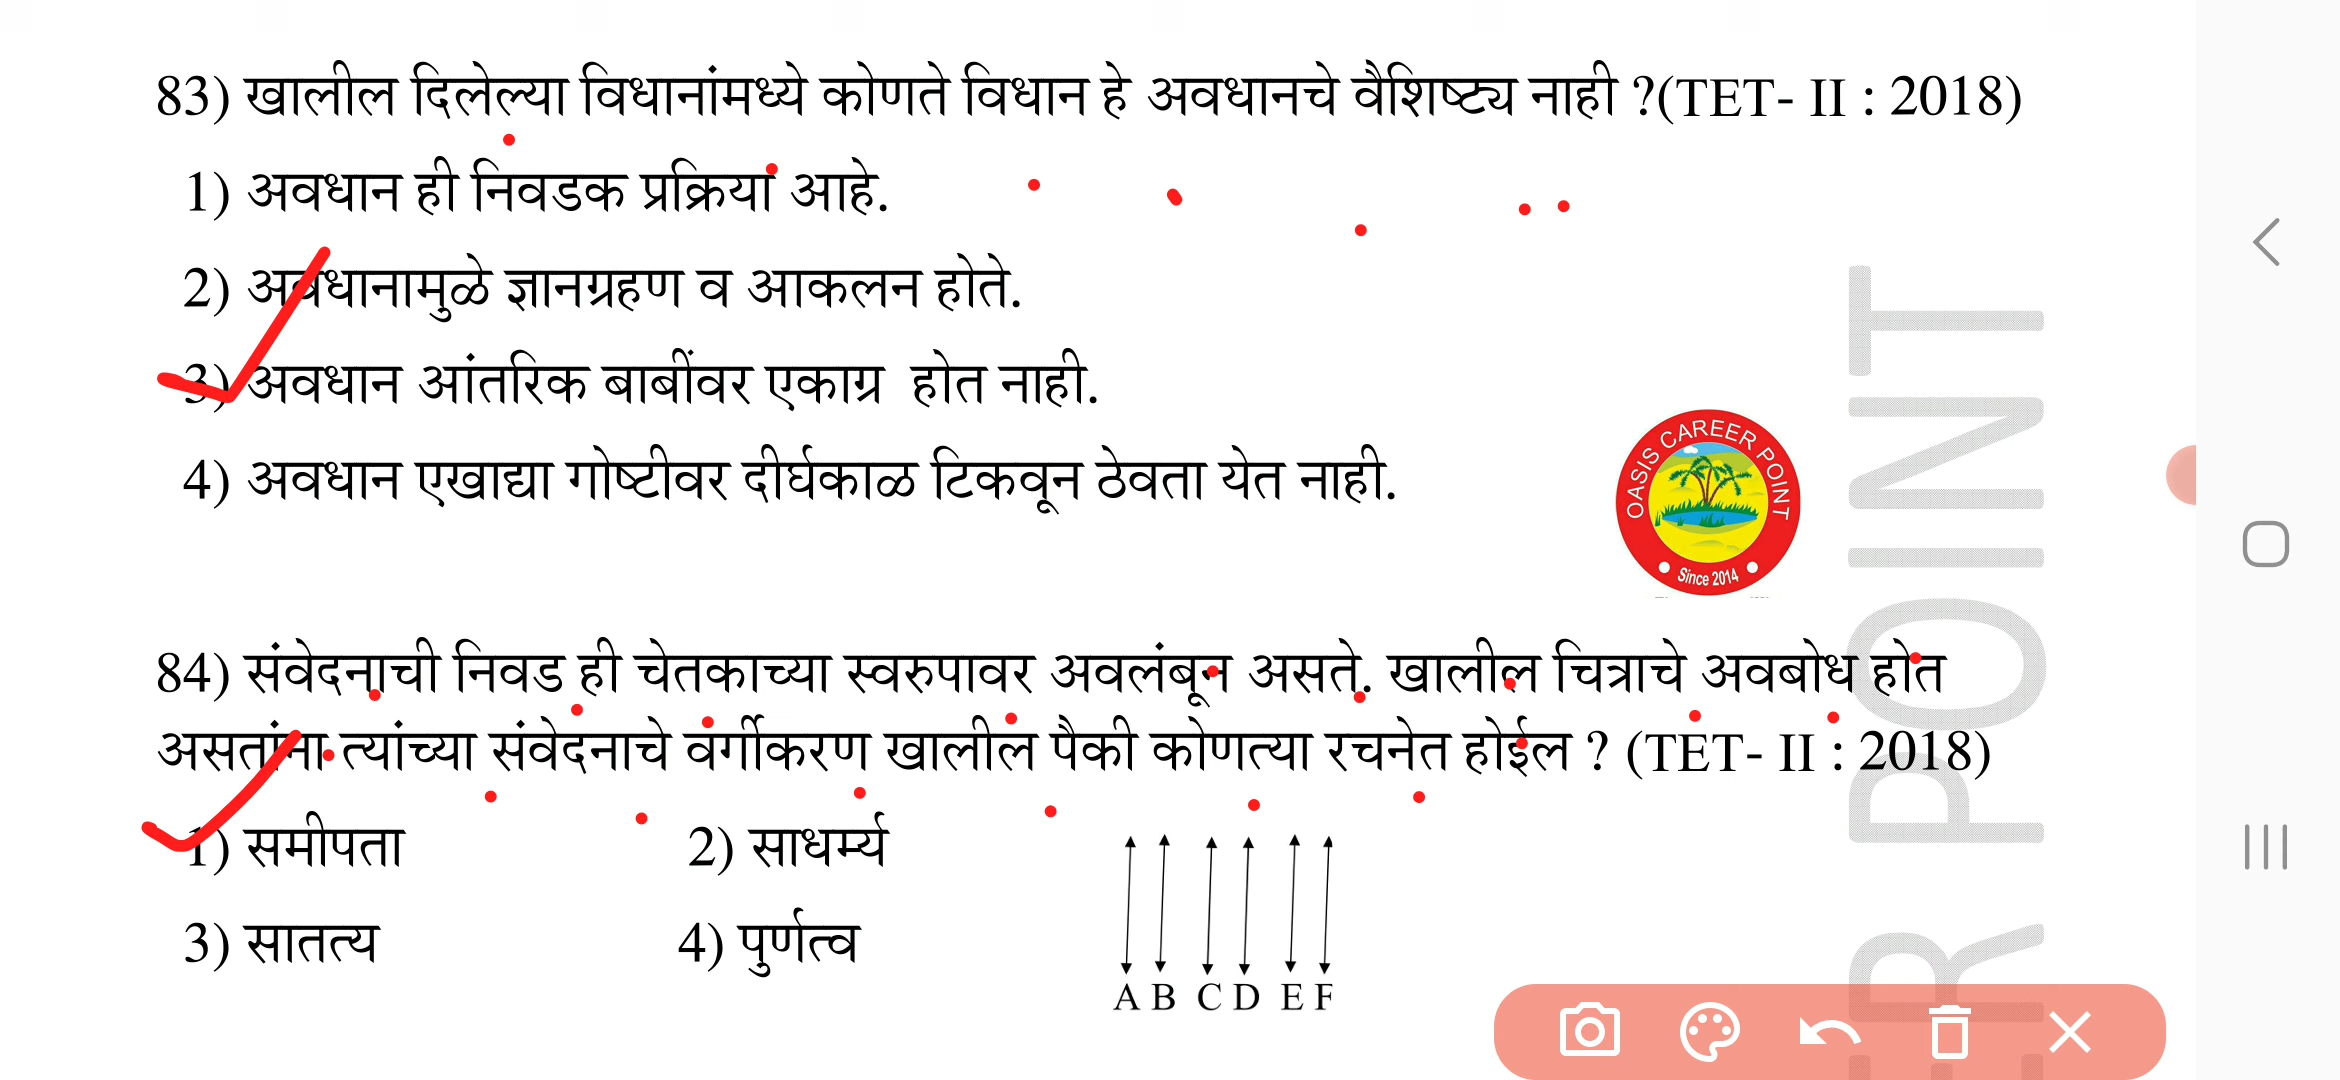 83) खालील दिलेल्या विधानांमध्ये कोणते विधान हे अवधानचे वैशिष्ट्य नाही ?(TET- II : 2018)
1) अवधान ही निवडक प्रक्रिया आहे.
2) अवधानामुळे ज्ञानग्रहण व आकलन होते.
3) अवधान आंतरिक बाबींवर एकाग्र होत नाही.
4) अवधान एखाद्या गोष्टीवर दीर्घकाळ टिकवून ठेवता येत नाही.
OASIS CAREER POINT
Since 2014
84) संवेदनाची निवड ही चेतकाच्या स्वरुपावर अवलंबून असते. खालील चित्राचे अवबोध होत
असतांना त्यांच्या संवेदनाचे वर्गीकरण खालील पैकी कोणत्या रचनेत होईल ? (TET- II : 2018)
1) समीपता 2) साधर्म्य
3) सातत्य 4) पुर्णत्व
A B C D E F
R POINT